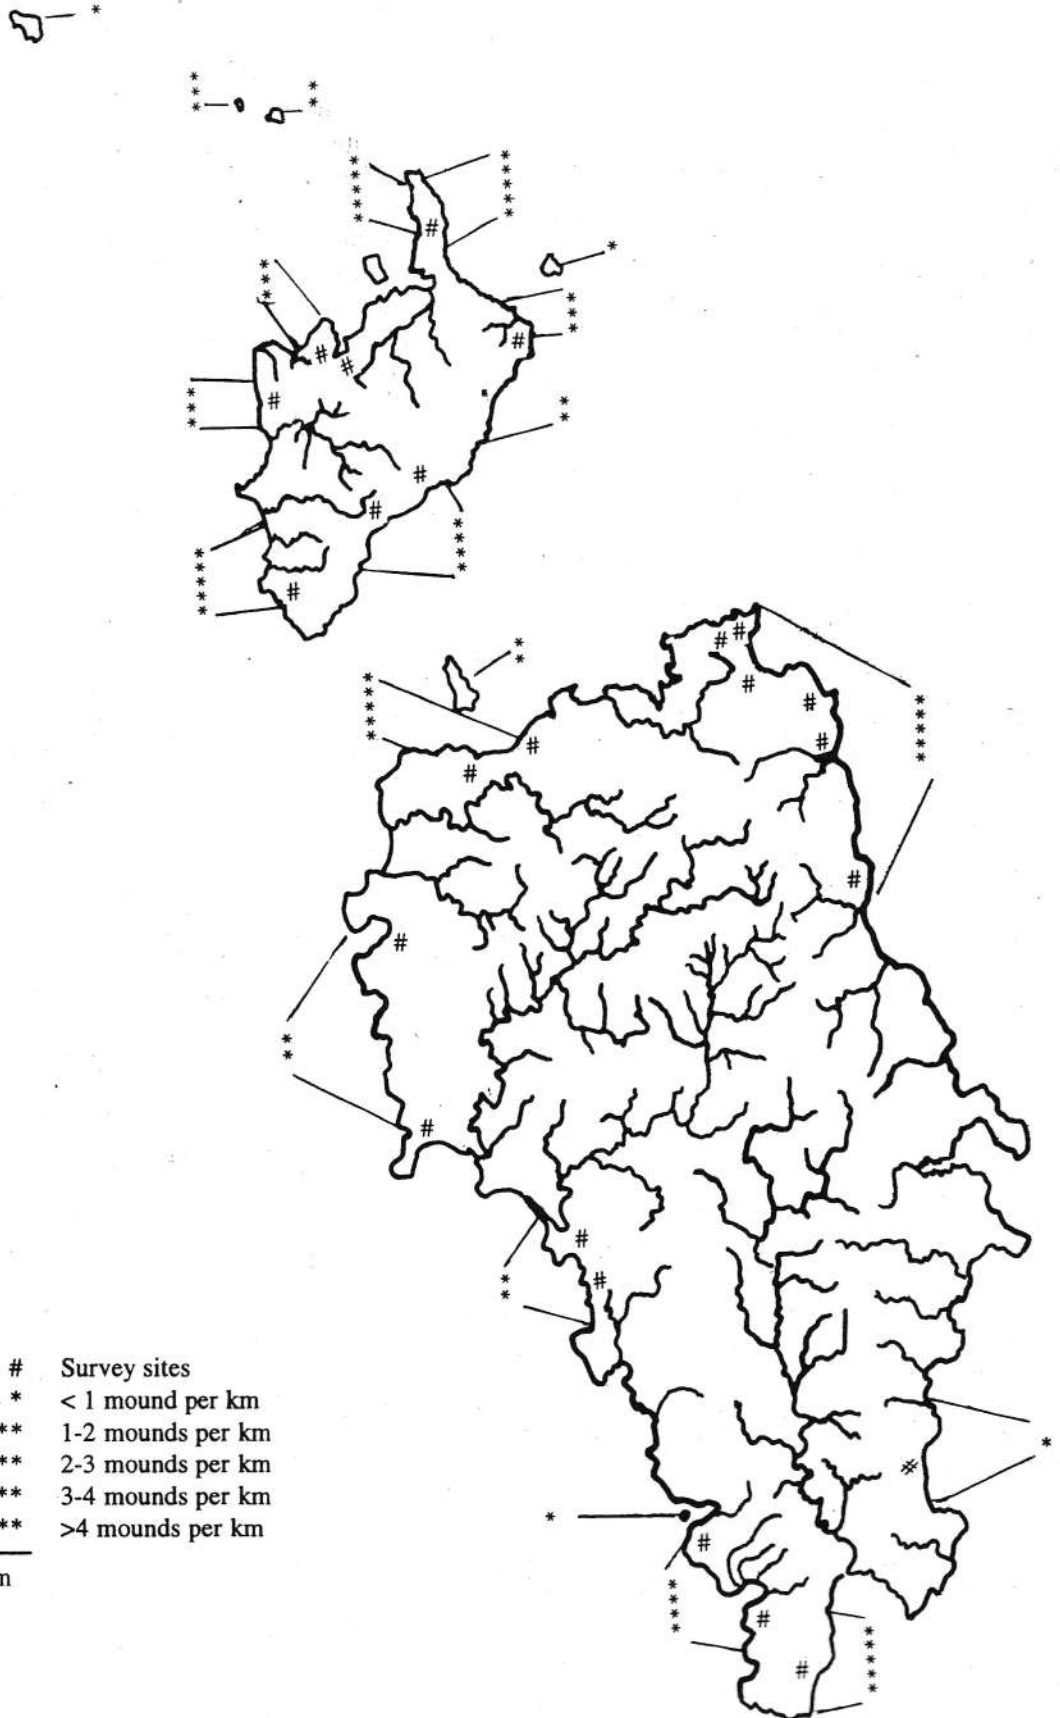 # Survey sites
* < 1 mound per km
** 1-2 mounds per km
** 2-3 mounds per km
** 3-4 mounds per km
** >4 mounds per km
n